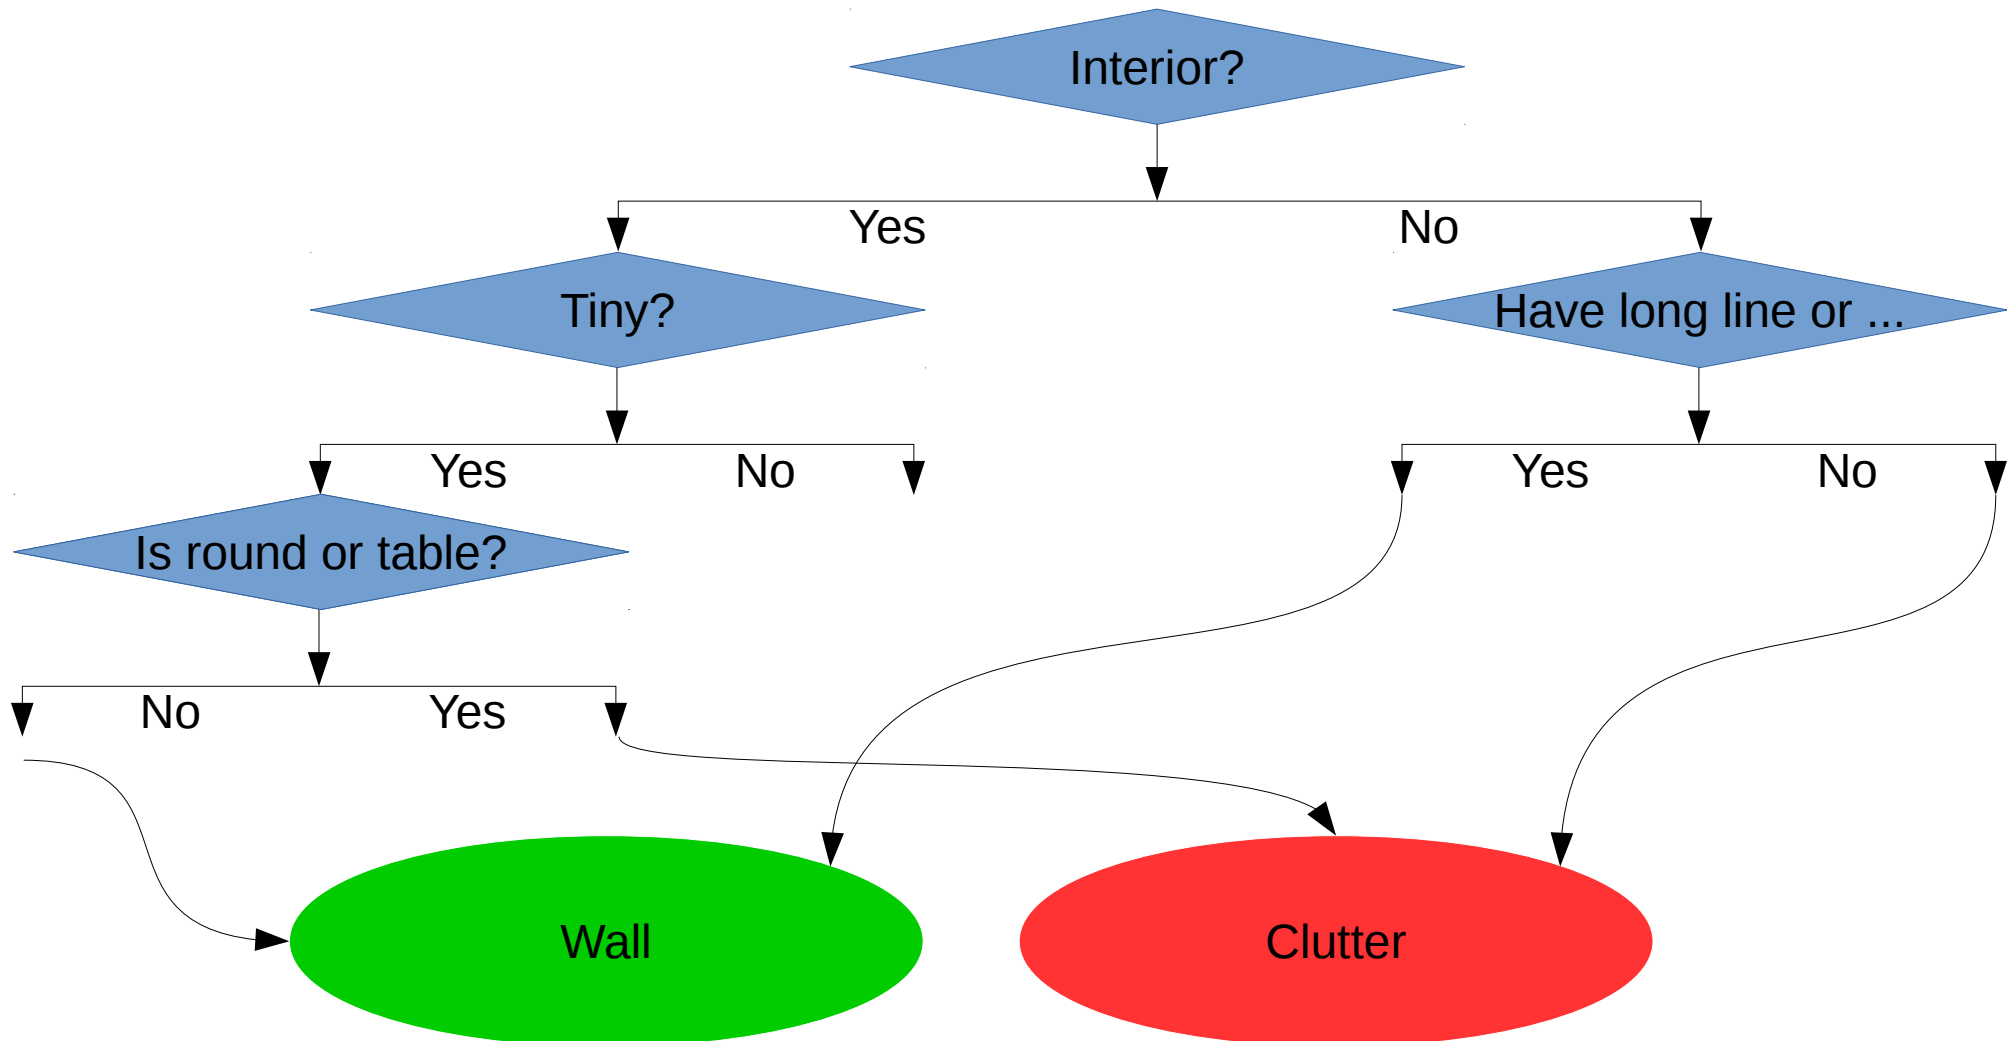 Interior?
Yes
No
Tiny?
Have long line or ...
Yes
No
Yes
No
Is round or table?
No
Yes
Wall
Clutter